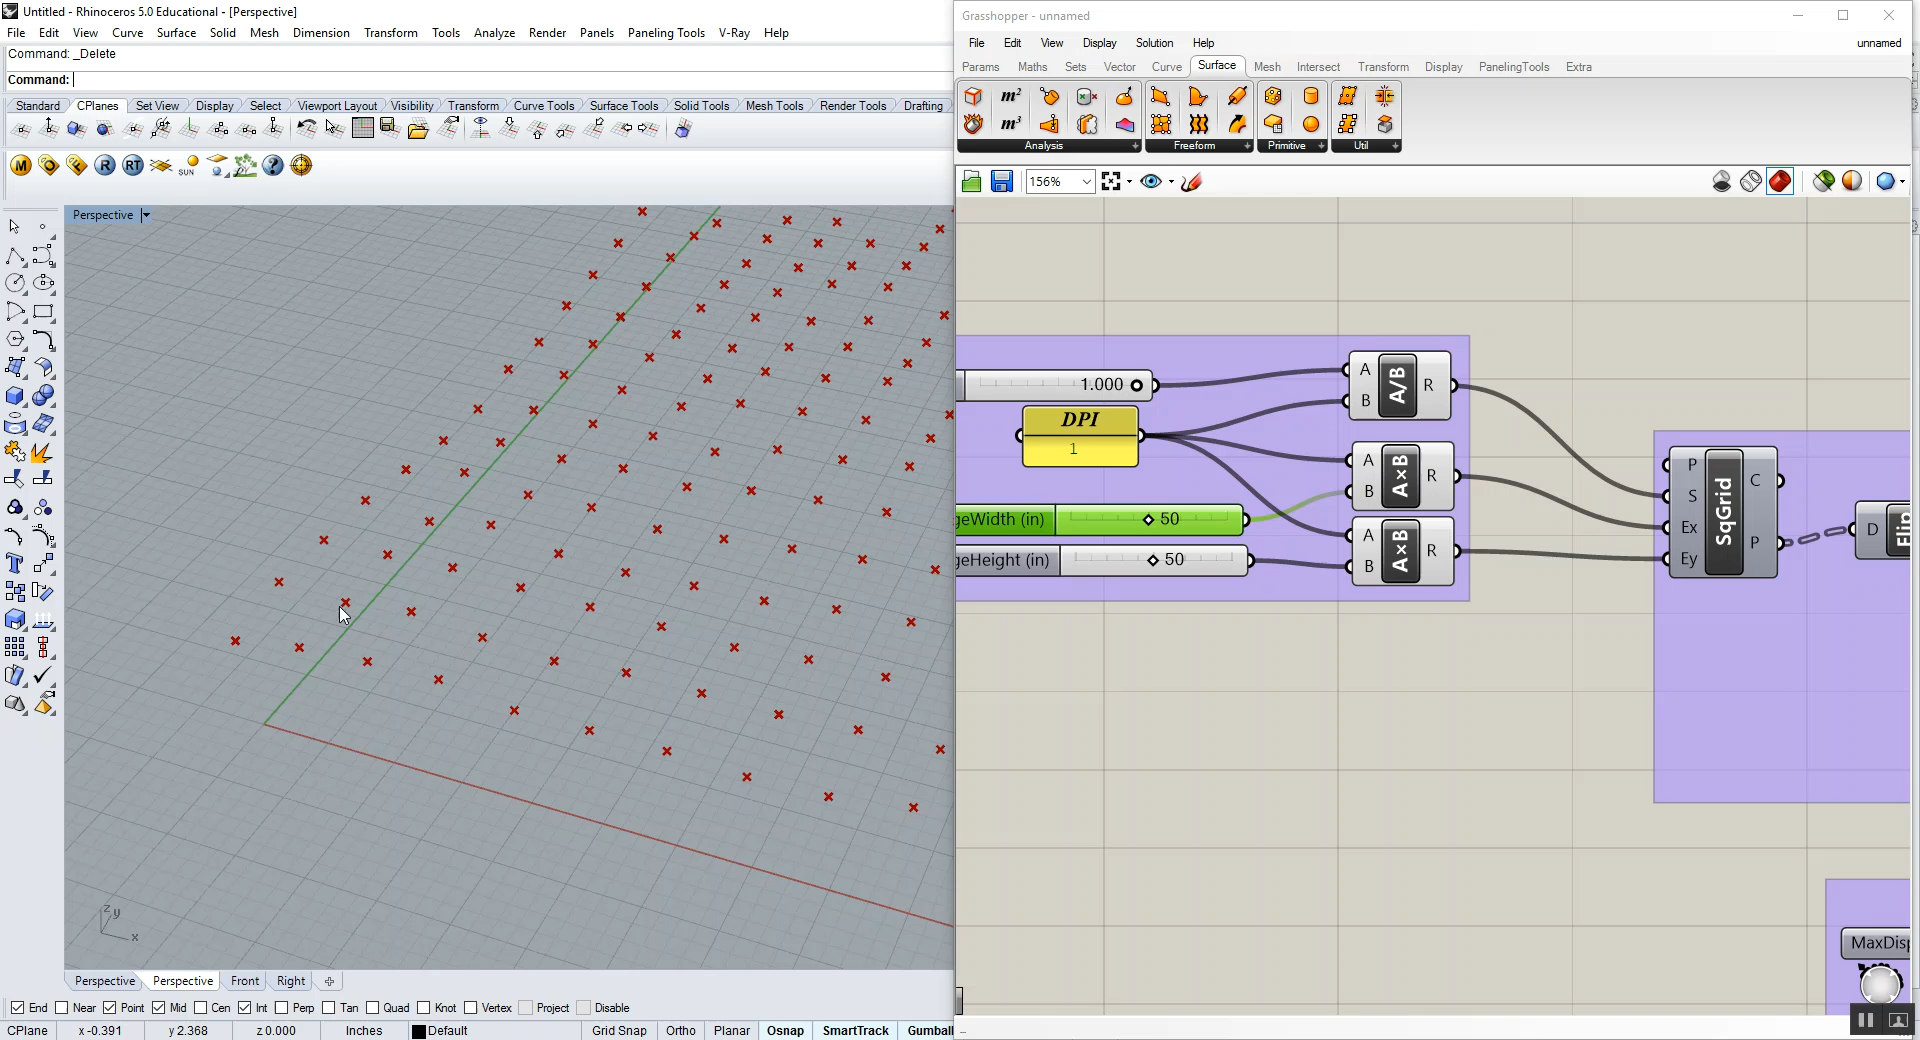 Untitled - Rhinoceros 5.0 Educational - [Perspective]
File Edit View Curve Surface Solid Mesh Dimension Transform Tools Analyze Render Panels Paneling Tools V-Ray Help
Command: _Delete
Command:
Standard CPlanes Set View Display Select Viewport Layout Visibility Transform Curve Tools Surface Tools Solid Tools Mesh Tools Render Tools Drafting
M O F R RT SUN ?
Perspective
z y
x
Perspective Perspective Front Right
End Near Point Mid Cen Int Perp Tan Quad Knot Vertex Project Disable
CPlane x -0.391 y 2.368 z 0.000 Inches Default Grid Snap Ortho Planar Osnap SmartTrack Gumball
Grasshopper - unnamed
File Edit View Display Solution Help unnamed
Params Maths Sets Vector Curve Surface Mesh Intersect Transform Display PanelingTools Extra
m²
m³
Analysis Freeform Primitive Util
156%
1.000
DPI
1
geWidth (in) 50
geHeight (in) 50
A
B
A/B
R
A
B
A×B
R
A
B
A×B
R
P
S
Ex
Ey
SqGrid
C
P
D
Flip
MaxDisp